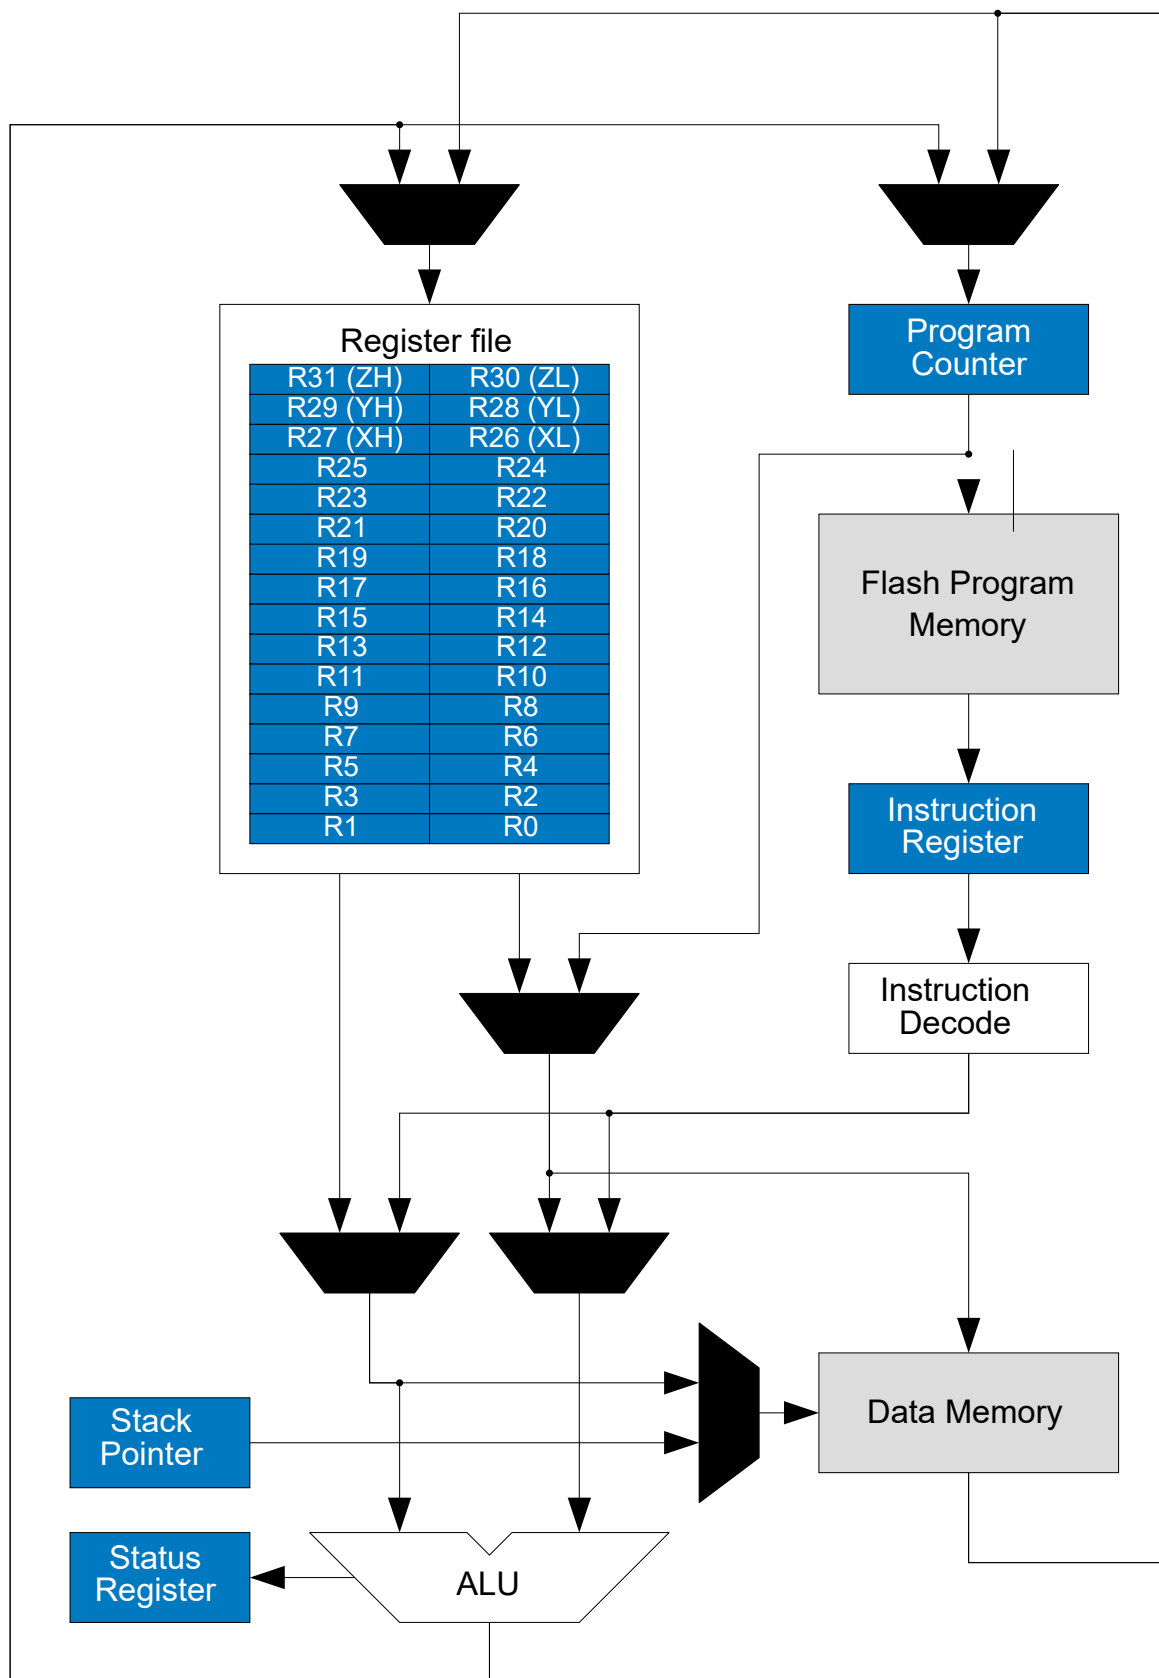 Register file
R31 (ZH) R30 (ZL)
R29 (YH) R28 (YL)
R27 (XH) R26 (XL)
R25 R24
R23 R22
R21 R20
R19 R18
R17 R16
R15 R14
R13 R12
R11 R10
R9 R8
R7 R6
R5 R4
R3 R2
R1 R0
Program
Counter
Flash Program
Memory
Instruction
Register
Instruction
Decode
Data Memory
Stack
Pointer
Status
Register
ALU